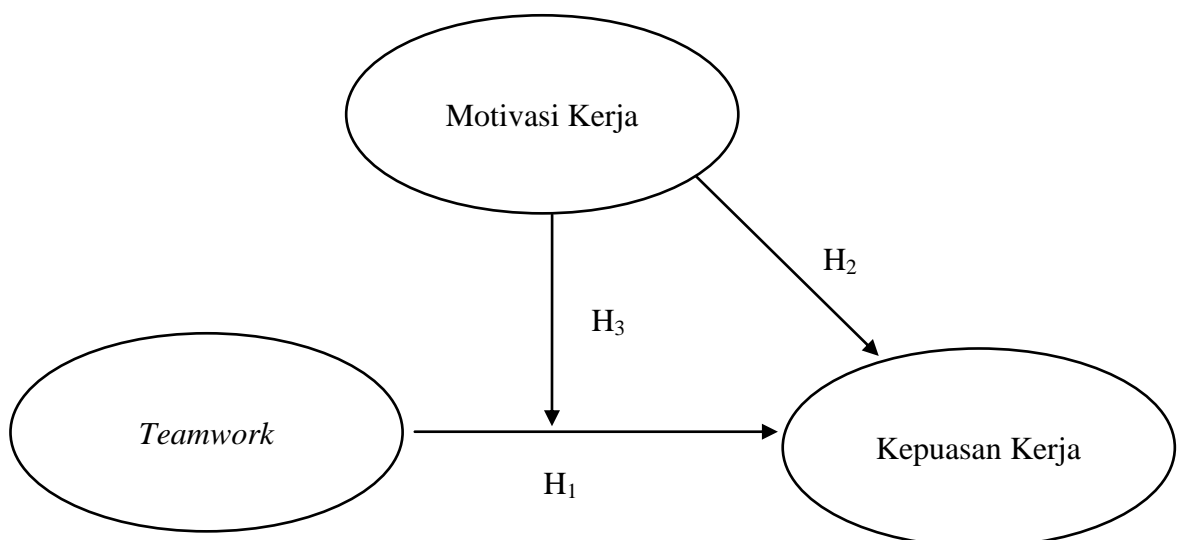 Motivasi Kerja
H₂
H₃
Teamwork
Kepuasan Kerja
H₁